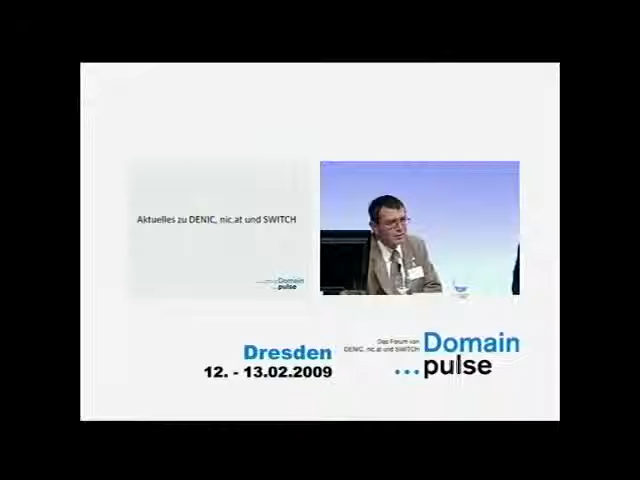 Aktuelles zu DENIC, nic.at und SWITCH
Domain
...pulse
Dresden
12. - 13.02.2009
Das Forum von
DENIC, nic.at und SWITCH
Domain
...pulse